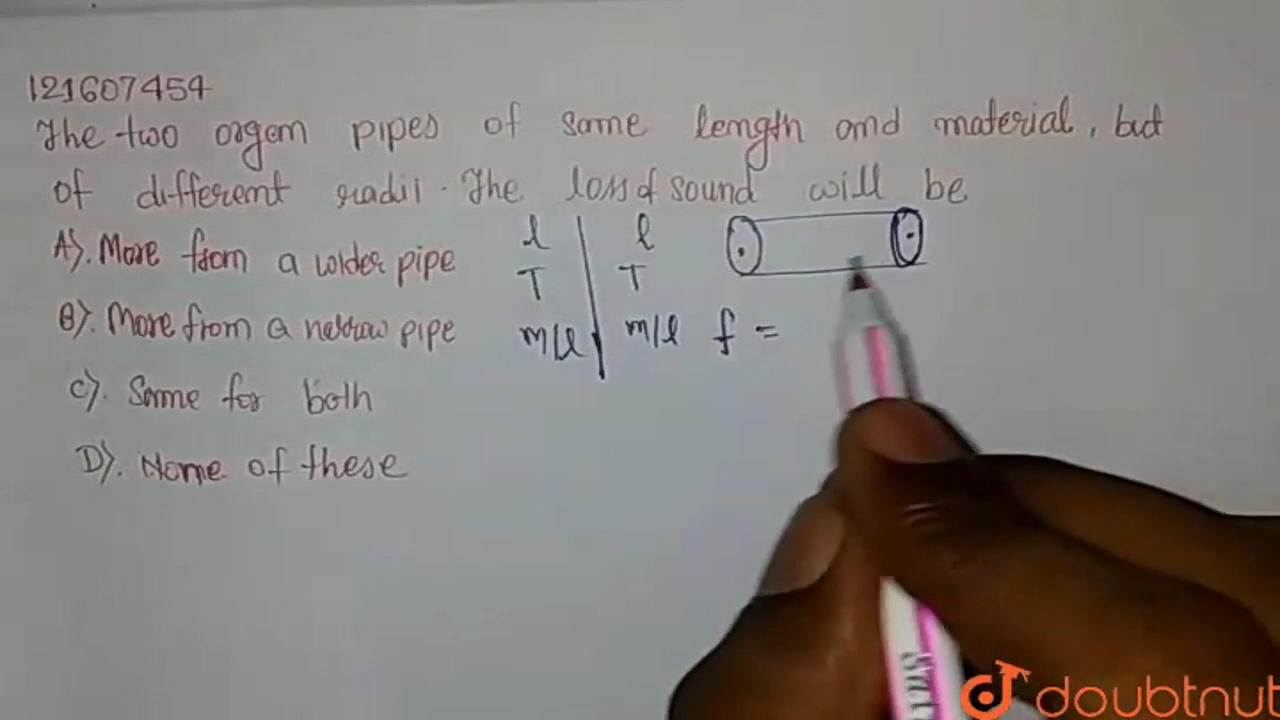 121607454
The two orgam pipes of same length and material, but
of different radii. The loss of sound will be
A). More from a wider pipe
B). More from a narrow pipe
C). Same for both
D). None of these
l l
T T
m/l m/l f =
doubtnut